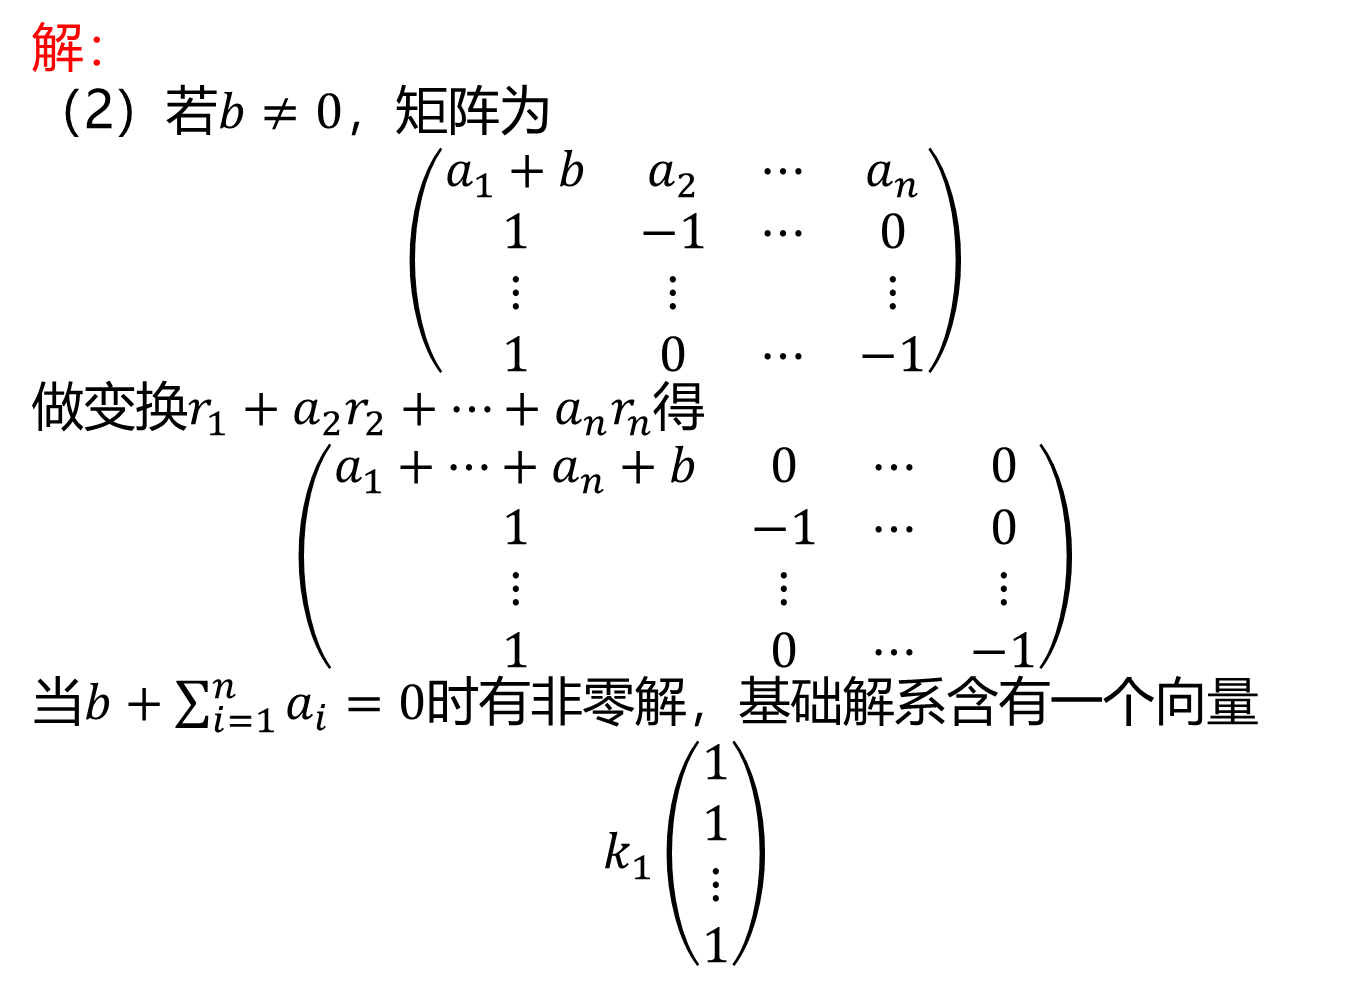 解：
（2）若b ≠ 0，矩阵为
a₁ + b a₂ ⋯ aₙ
1 −1 ⋯ 0
⋮ ⋮ ⋮
1 0 ⋯ −1
做变换r₁ + a₂r₂ + ⋯ + aₙrₙ得
a₁ + ⋯ + aₙ + b 0 ⋯ 0
1 −1 ⋯ 0
⋮ ⋮ ⋮
1 0 ⋯ −1
当b + ∑ⁿᵢ₌₁ aᵢ = 0时有非零解，基础解系含有一个向量
k₁ (1 1 ⋮ 1)